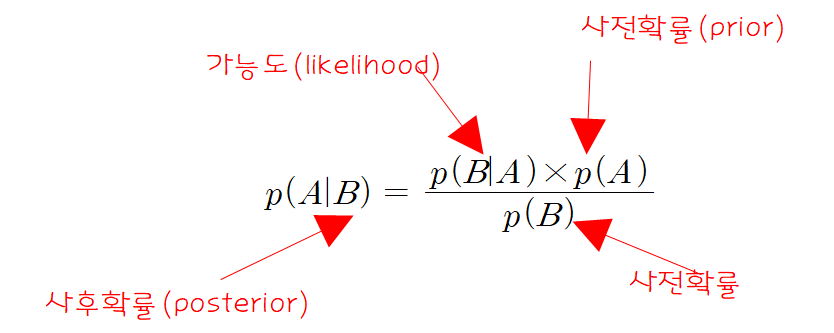 사전확률(prior)
가능도(likelihood)
p(A|B) = p(B|A)×p(A)
p(B)
사전확률
사후확률(posterior)